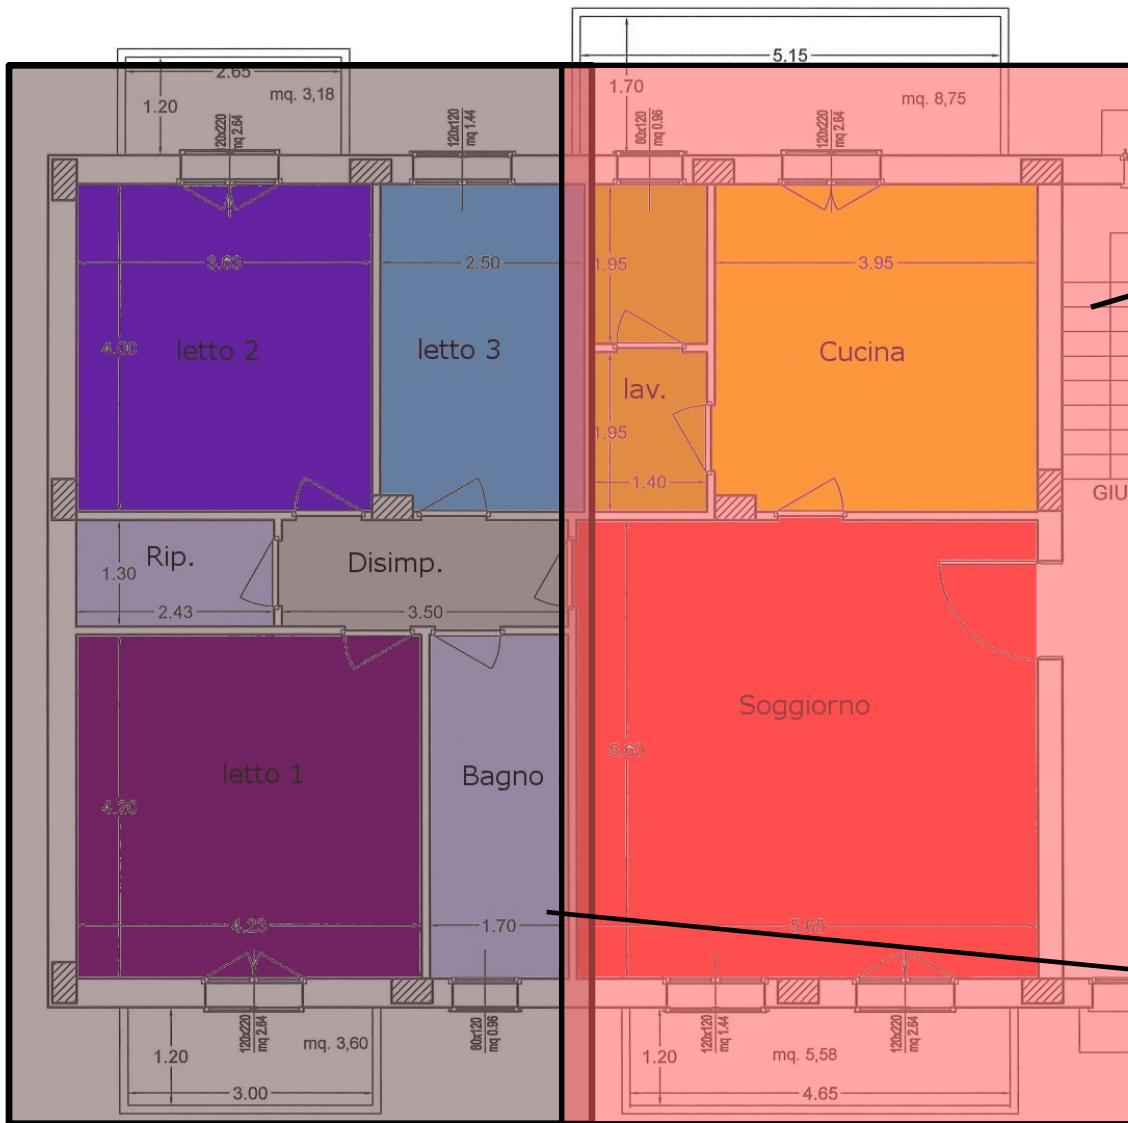 5.15
2.65
1.70
mq. 3,18
mq. 8,75
1.20
20x220
mq 2.64
120x120
mq 1.44
80x120
mq 0.96
120x220
mq 2.64
3.63
2.50
1.95
3.95
4.00
letto 2
letto 3
Cucina
lav.
1.95
1.40
GIU
Rip.
Disimp.
1.30
2.43
3.50
Soggiorno
5.60
letto 1
Bagno
4.20
4.23
1.70
5.65
120x220
mq 2.64
mq. 3,60
80x120
mq 0.96
120x120
mq 1.44
mq. 5,58
120x220
mq 2.64
1.20
1.20
3.00
4.65